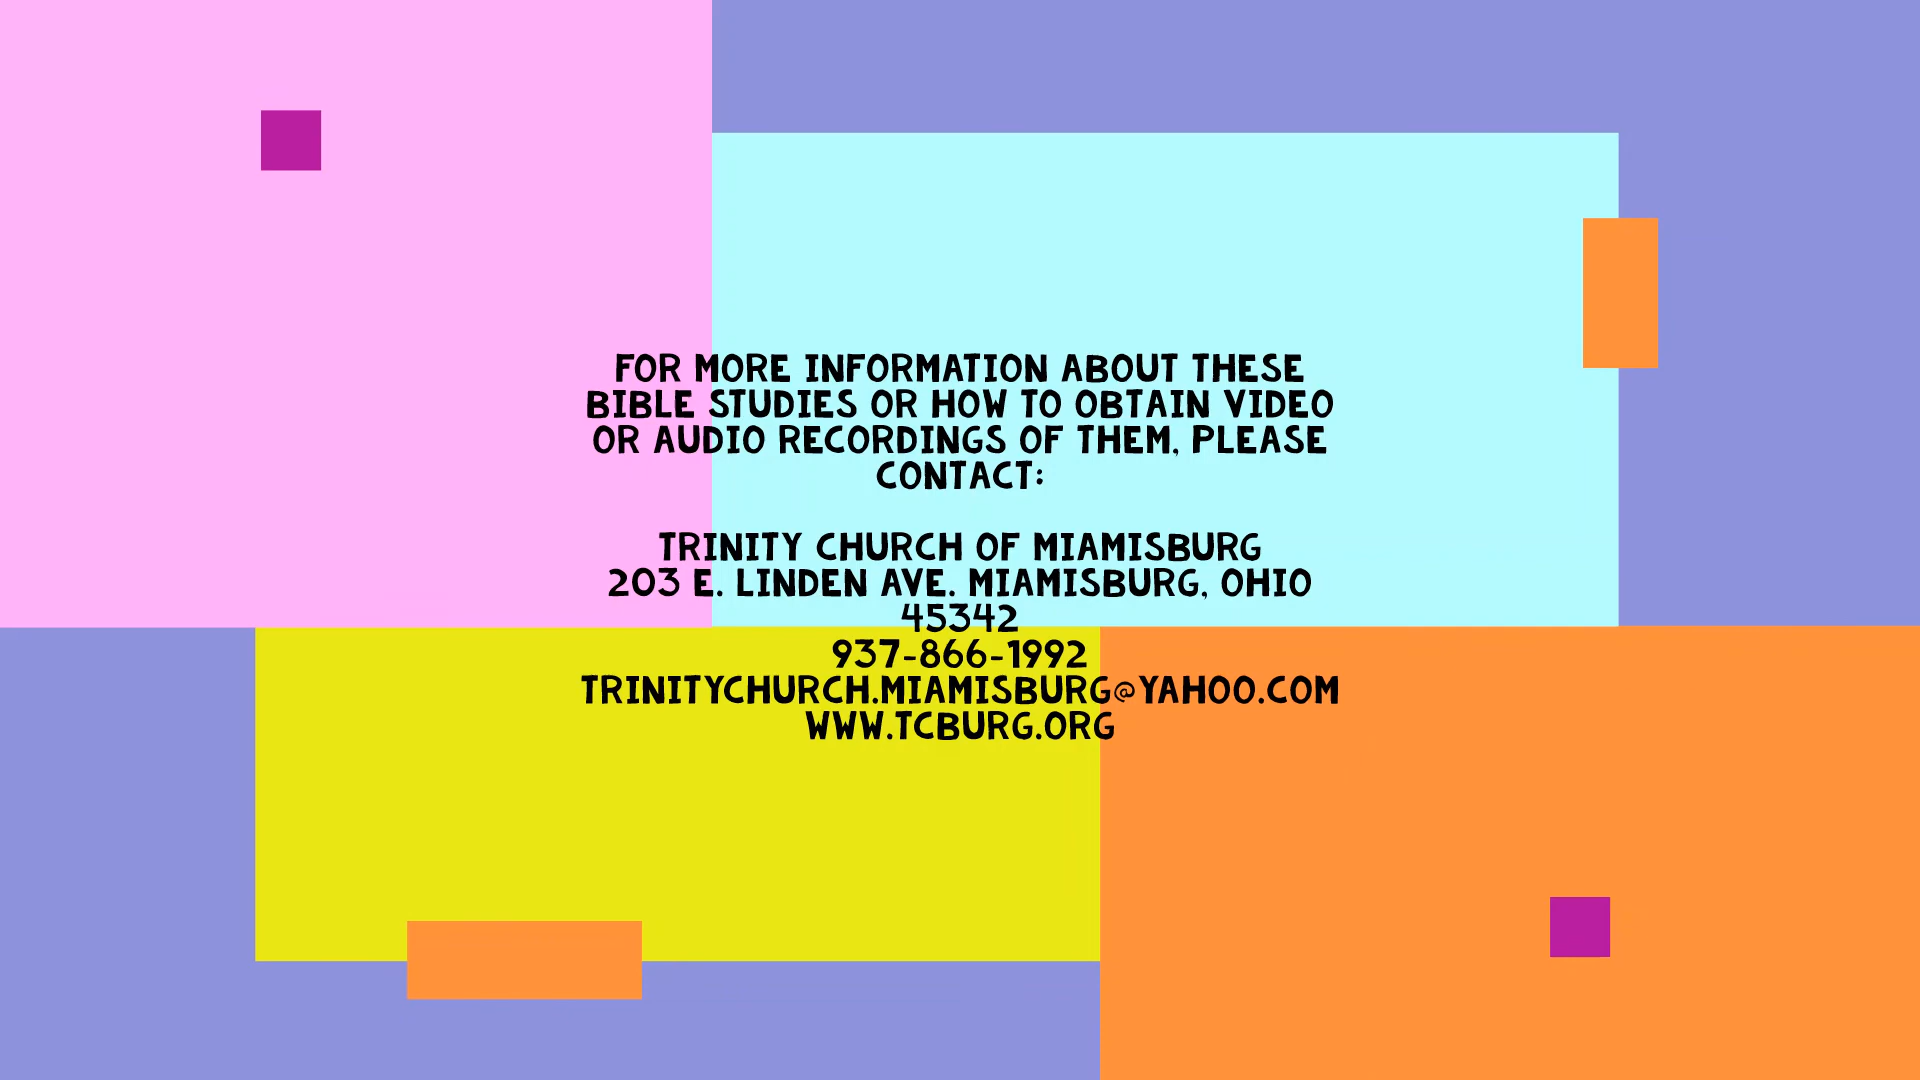 FOR MORE INFORMATION ABOUT THESE
BIBLE STUDIES OR HOW TO OBTAIN VIDEO
OR AUDIO RECORDINGS OF THEM, PLEASE
CONTACT:
TRINITY CHURCH OF MIAMISBURG
203 E. LINDEN AVE. MIAMISBURG, OHIO
45342
937-866-1992
TRINITYCHURCH.MIAMISBURG@YAHOO.COM
WWW.TCBURG.ORG